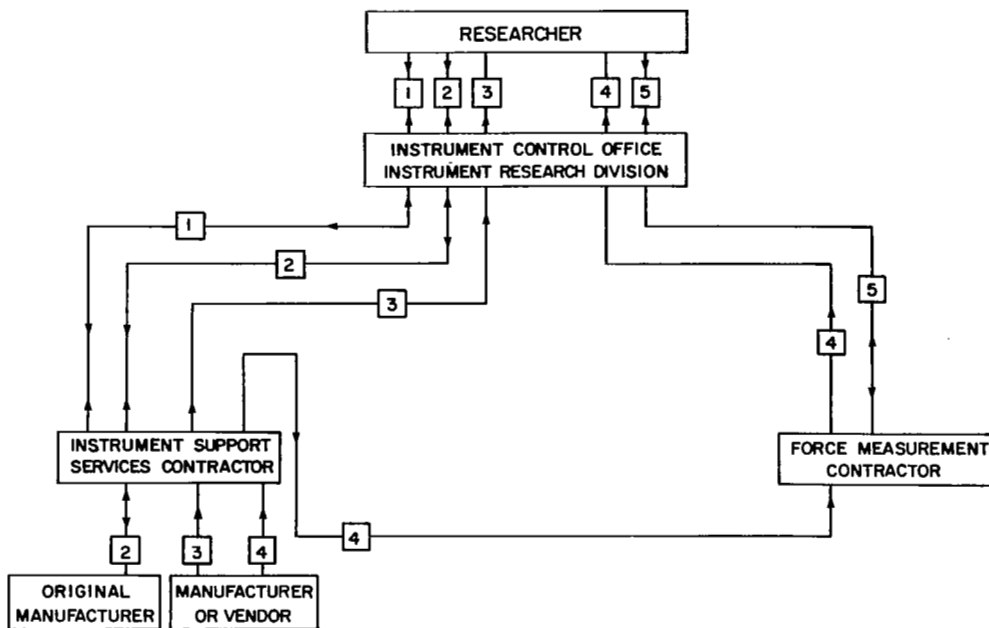 RESEARCHER
1 2 3 4 5
INSTRUMENT CONTROL OFFICE
INSTRUMENT RESEARCH DIVISION
1
2
3
5
4
INSTRUMENT SUPPORT
SERVICES CONTRACTOR
FORCE MEASUREMENT
CONTRACTOR
4
2 3 4
ORIGINAL
MANUFACTURER
MANUFACTURER
OR VENDOR